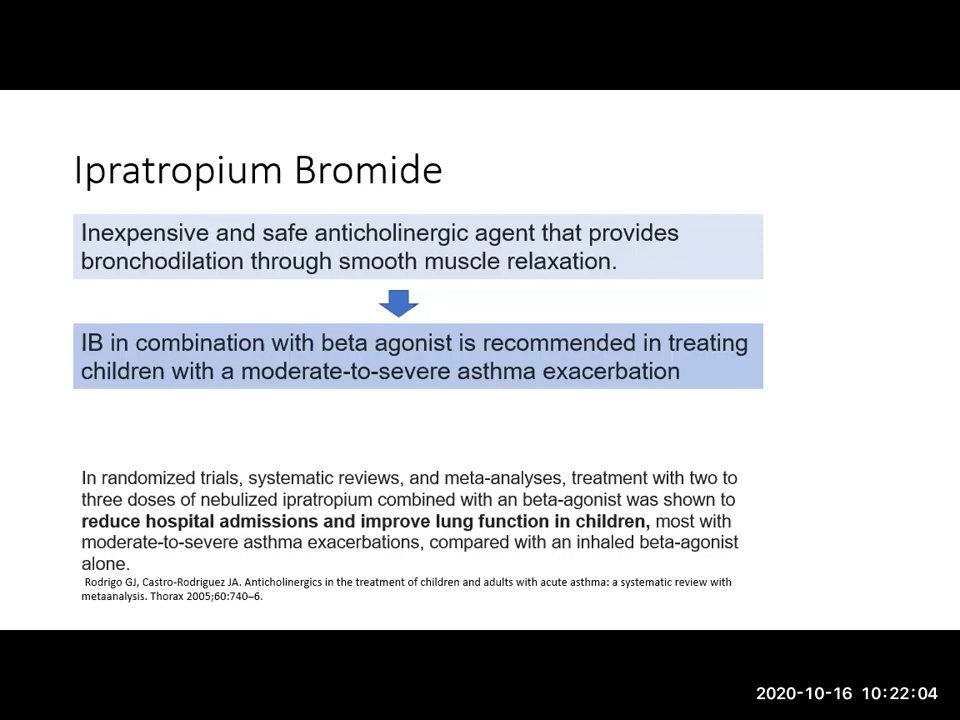 Ipratropium Bromide
Inexpensive and safe anticholinergic agent that provides
bronchodilation through smooth muscle relaxation.
IB in combination with beta agonist is recommended in treating
children with a moderate-to-severe asthma exacerbation
In randomized trials, systematic reviews, and meta-analyses, treatment with two to
three doses of nebulized ipratropium combined with an beta-agonist was shown to
reduce hospital admissions and improve lung function in children, most with
moderate-to-severe asthma exacerbations, compared with an inhaled beta-agonist
alone.
Rodrigo GJ, Castro-Rodriguez JA. Anticholinergics in the treatment of children and adults with acute asthma: a systematic review with
metaanalysis. Thorax 2005;60:740–6.
2020-10-16 10:22:04